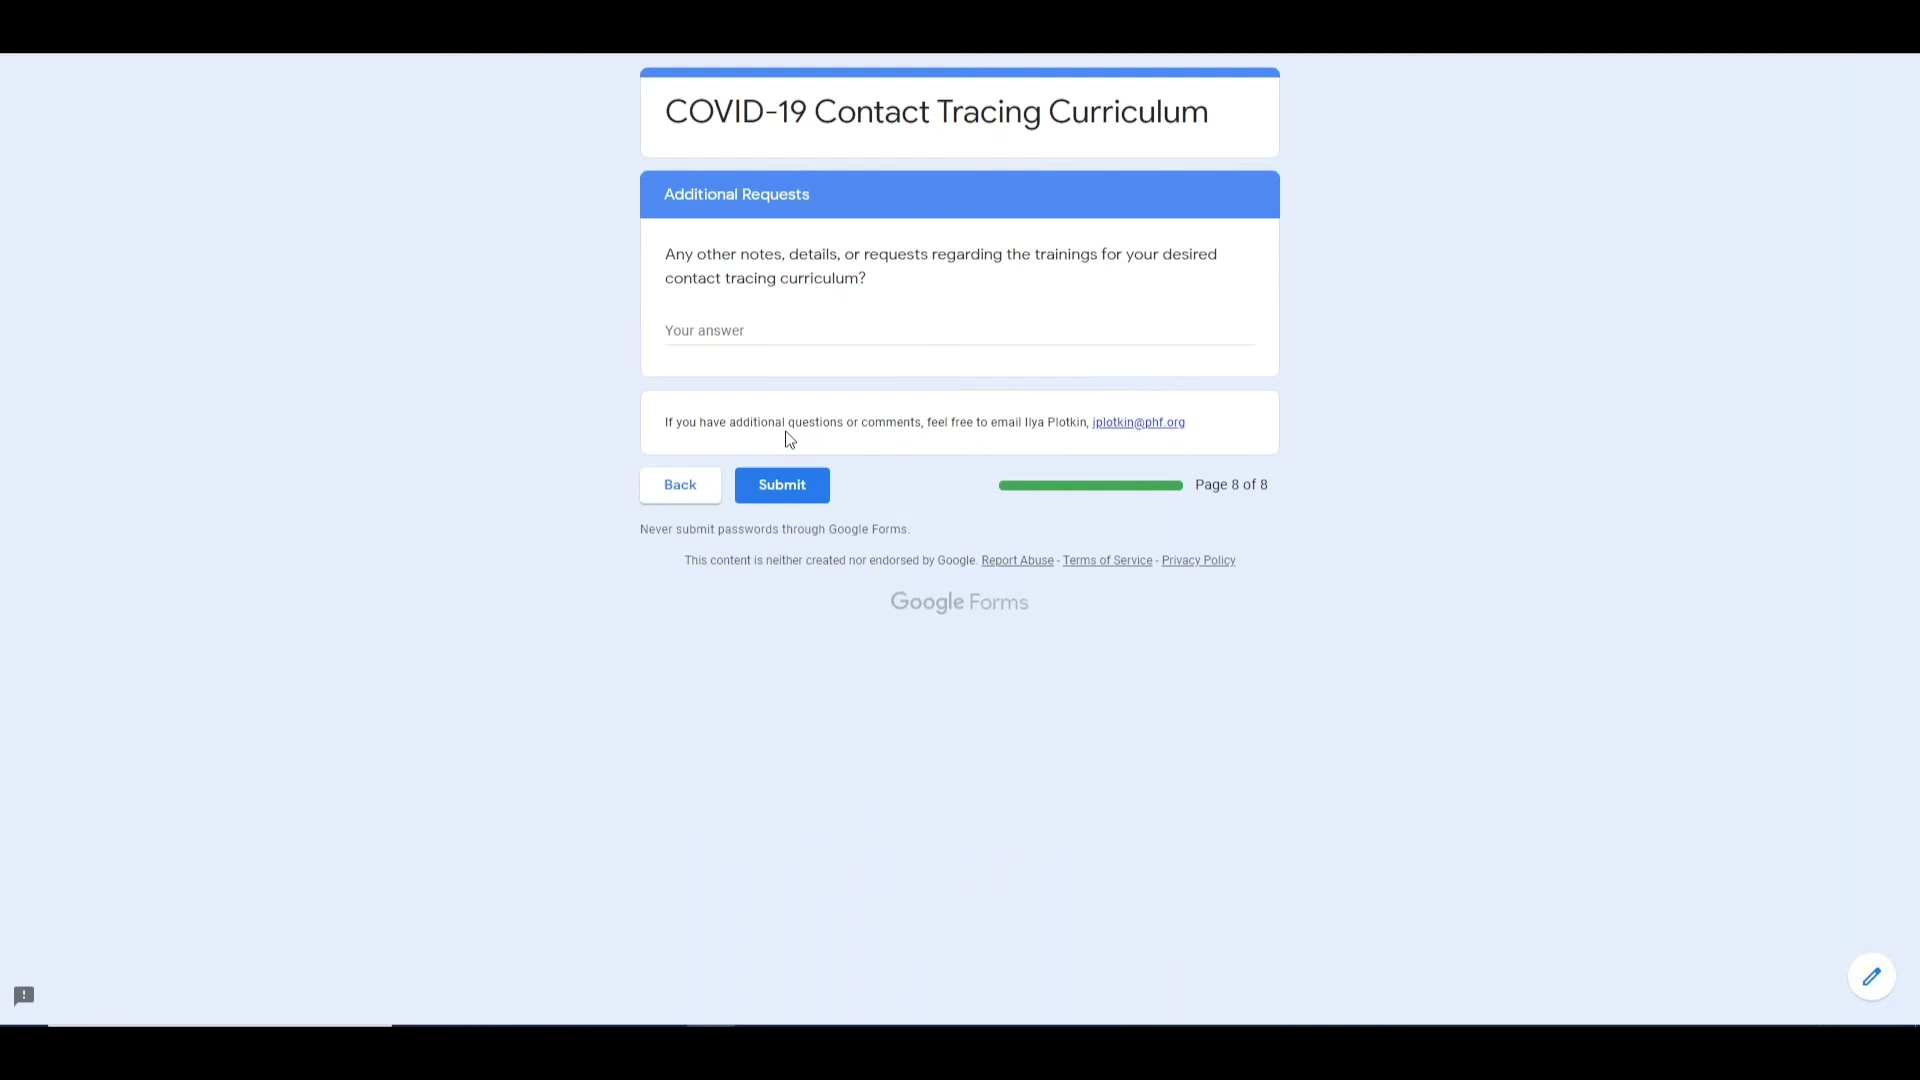 COVID-19 Contact Tracing Curriculum
Additional Requests
Any other notes, details, or requests regarding the trainings for your desired
contact tracing curriculum?
Your answer
If you have additional questions or comments, feel free to email Ilya Plotkin, iplotkin@phf.org
Back
Submit
Page 8 of 8
Never submit passwords through Google Forms.
This content is neither created nor endorsed by Google. Report Abuse - Terms of Service - Privacy Policy
Google Forms